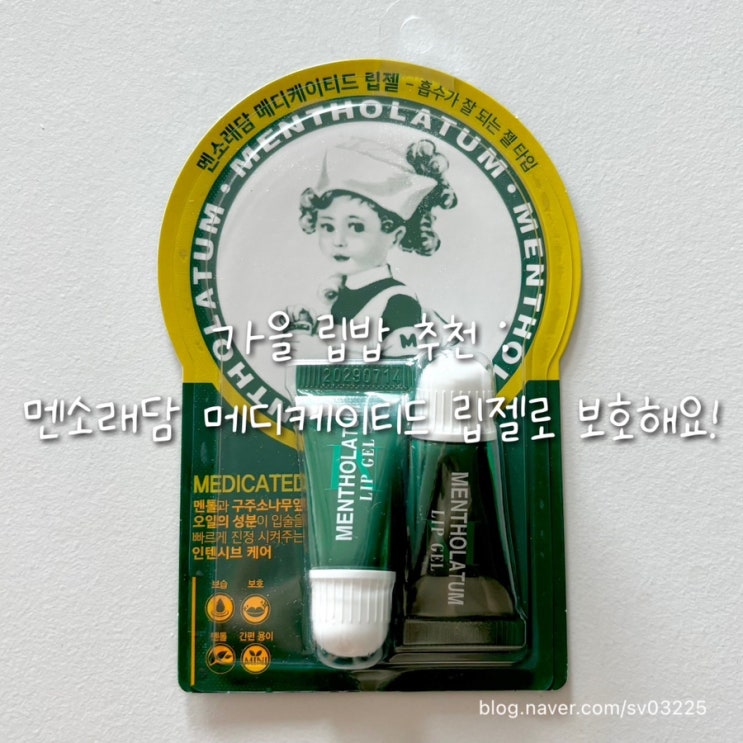 멘소래담 메디케이티드 립젤 - 흡수가 잘 되는 젤 타입
MENTHOLATUM · MENTHOLATUM · MENTHOL
가을 립밤 추천 :
멘소래담 메디케이티드 립젤로 보호해요!
20290714
MENTHOLAT
LIP GEL
MENTHOLATUM
LIP GEL
MEDICATED
멘톨과 구주소나무잎
오일의 성분이 입술을
빠르게 진정 시켜주는
인텐시브 케어
보습 보호
멘톨 간편 용이
MINI
blog.naver.com/sv03225